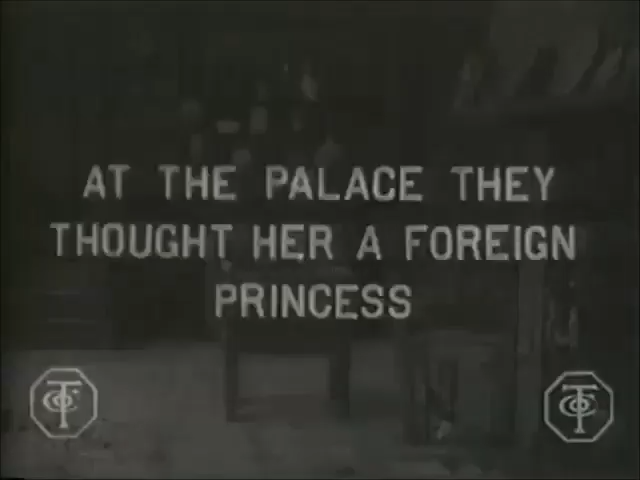 AT THE PALACE THEY
THOUGHT HER A FOREIGN
PRINCESS